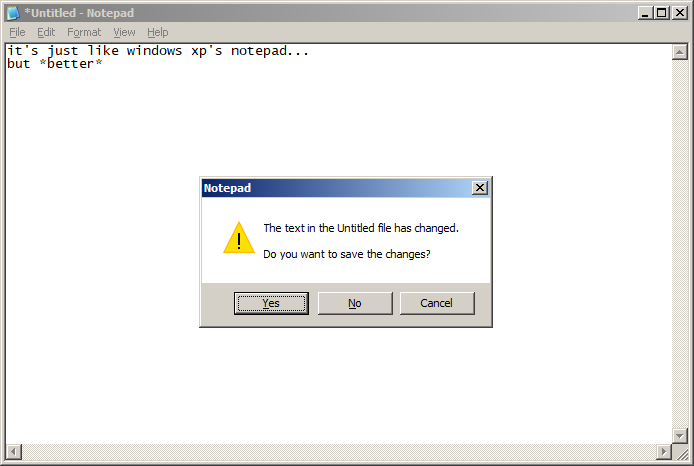 *Untitled - Notepad
File Edit Format View Help
it's just like windows xp's notepad...
but *better*
Notepad
The text in the Untitled file has changed.
Do you want to save the changes?
Yes No Cancel